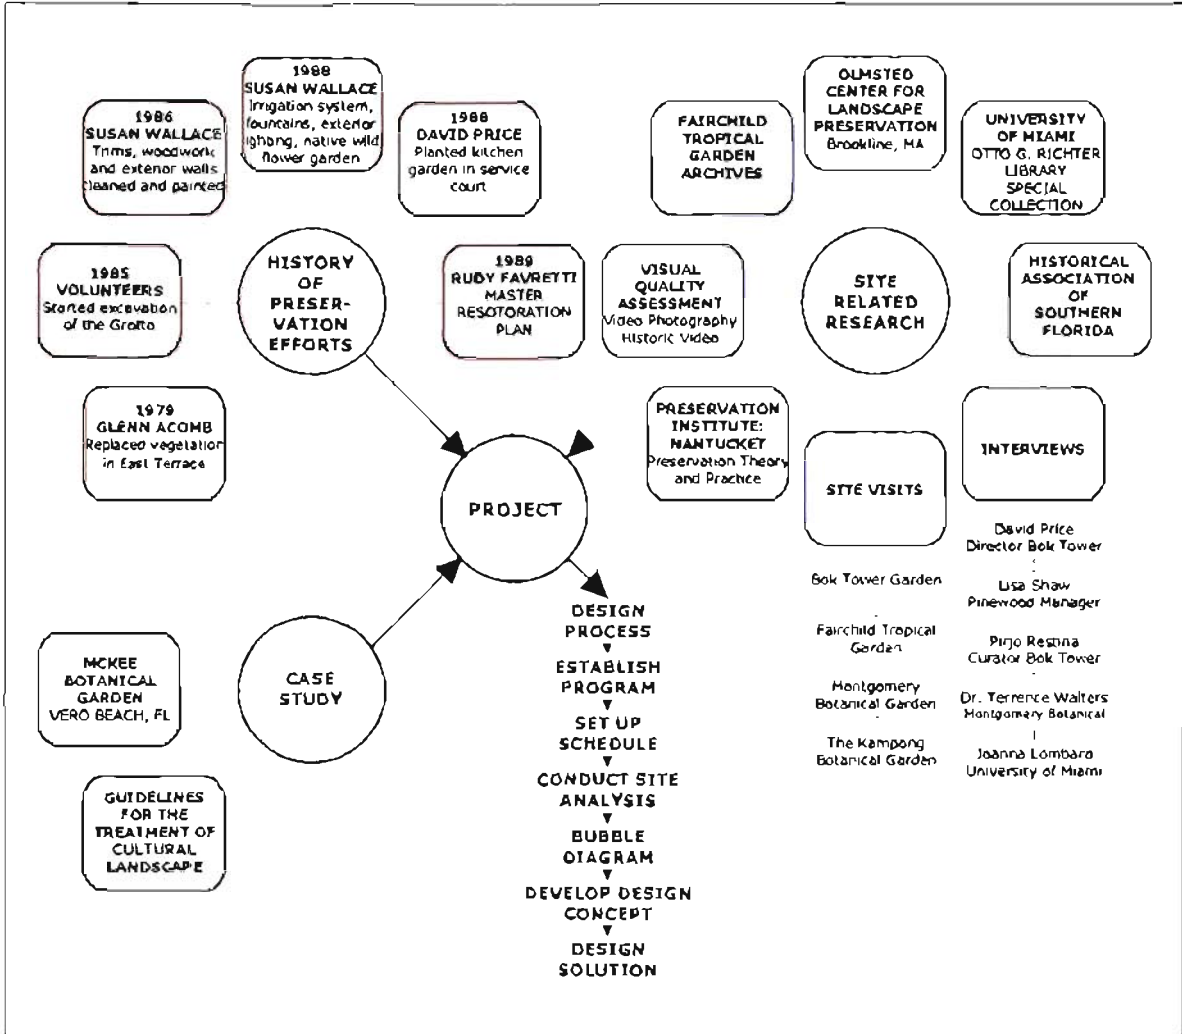 1986
SUSAN WALLACE
Trims, woodwork
and exterior walls
cleaned and painted
1988
SUSAN WALLACE
Irrigation system,
fountains, exterior
ighting, native wild
flower garden
1988
DAVID PRICE
Planted kitchen
garden in service
court
1985
VOLUNTEERS
Started excavation
of the Grotto
HISTORY
OF
PRESER-
VATION
EFFORTS
1989
RUDY FAVRETTI
MASTER
RESOTORATION
PLAN
1979
GLENN ACOMB
Replaced vegetation
in East Terrace
FAIRCHILD
TROPICAL
GARDEN
ARCHIVES
OLMSTED
CENTER FOR
LANDSCAPE
PRESERVATION
Brookline, MA
UNIVERSITY
OF MIAMI
OTTO G. RICHTER
LIBRARY
SPECIAL
COLLECTION
VISUAL
QUALITY
ASSESSMENT
Video Photography
Historic Video
SITE
RELATED
RESEARCH
HISTORICAL
ASSOCIATION
OF
SOUTHERN
FLORIDA
PRESERVATION
INSTITUTE:
NANTUCKET
Preservation Theory
and Practice
SITE VISITS
Bok Tower Garden
Fairchild Tropical
Garden
Montgomery
Botanical Garden
The Kampong
Botanical Garden
INTERVIEWS
David Price
Director Bok Tower
Lisa Shaw
Pinewood Manager
Pirjo Restina
Curator Bok Tower
Dr. Terrence Walters
Montgomery Botanical
Joanna Lombard
University of Miami
PROJECT
CASE
STUDY
MCKEE
BOTANICAL
GARDEN
VERO BEACH, FL
GUIDELINES
FOR THE
TREATMENT OF
CULTURAL
LANDSCAPE
DESIGN
PROCESS
ESTABLISH
PROGRAM
SET UP
SCHEDULE
CONDUCT SITE
ANALYSIS
BUBBLE
DIAGRAM
DEVELOP DESIGN
CONCEPT
DESIGN
SOLUTION